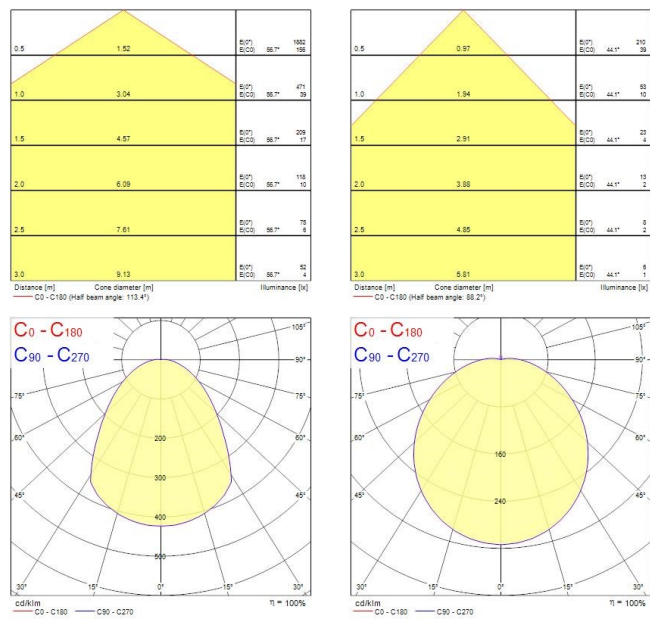 0.5 1.52 E(0°) 1882
E(C0) 56.7° 156
1.0 3.04 E(0°) 471
E(C0) 56.7° 39
1.5 4.57 E(0°) 209
E(C0) 56.7° 17
2.0 6.09 E(0°) 118
E(C0) 56.7° 10
2.5 7.61 E(0°) 75
E(C0) 56.7° 6
3.0 9.13 E(0°) 52
E(C0) 56.7° 4
Distance [m] Cone diameter [m] Illuminance [lx]
C0 - C180 (Half beam angle: 113.4°)
0.5 0.97 E(0°) 210
E(C0) 44.1° 39
1.0 1.94 E(0°) 53
E(C0) 44.1° 10
1.5 2.91 E(0°) 23
E(C0) 44.1° 4
2.0 3.88 E(0°) 13
E(C0) 44.1° 2
2.5 4.85 E(0°) 8
E(C0) 44.1° 2
3.0 5.81 E(0°) 6
E(C0) 44.1° 1
Distance [m] Cone diameter [m] Illuminance [lx]
C0 - C180 (Half beam angle: 88.2°)
C0 - C180
C90 - C270
105°
90°
75° 75°
60° 60°
200
300
45° 45°
400
500
30° 15° 0° 15° 30°
cd/klm η = 100%
C0 - C180 C90 - C270
C0 - C180
C90 - C270
105°
90°
75° 75°
60° 60°
160
45° 45°
240
30° 15° 0° 15° 30°
cd/klm η = 100%
C0 - C180 C90 - C270